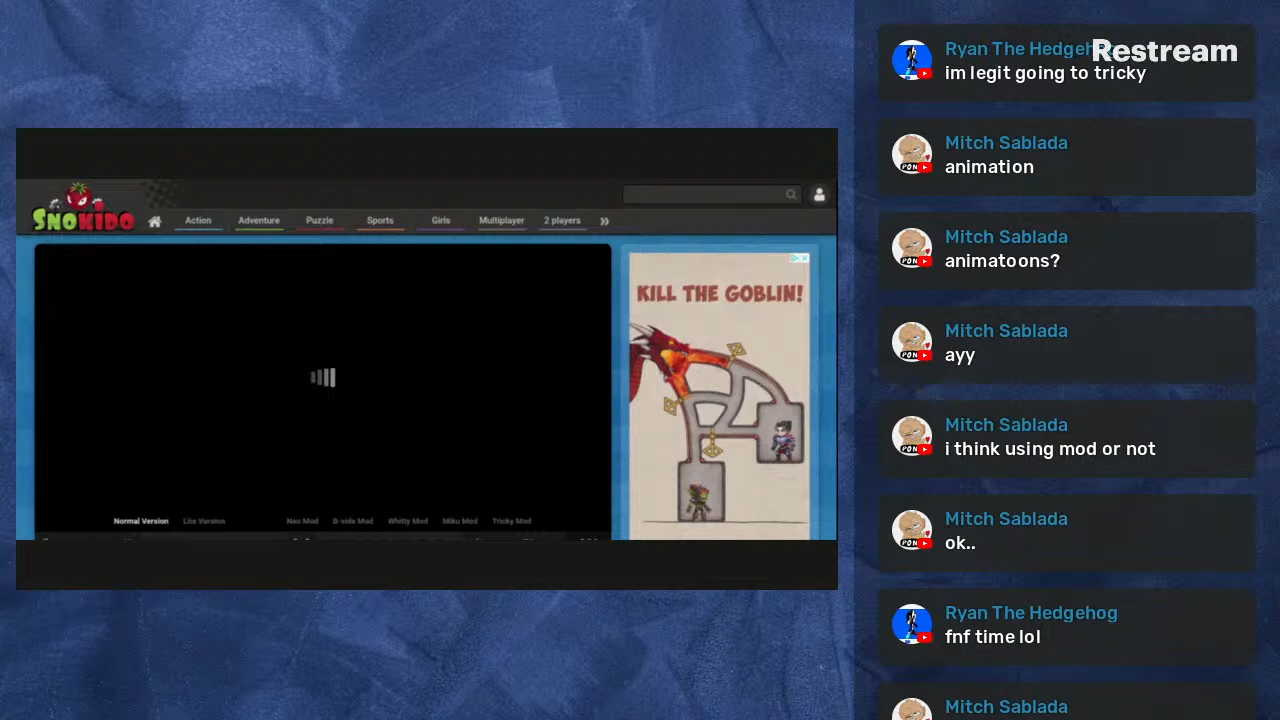 SNOKIDO
Action Adventure Puzzle Sports Girls Multiplayer 2 players »
KILL THE GOBLIN!
Normal Version Lite Version Neo Mod B-side Mod Whitty Mod Miku Mod Tricky Mod
Restream
Ryan The Hedgehog
im legit going to tricky
Mitch Sablada
animation
Mitch Sablada
animatoons?
Mitch Sablada
ayy
Mitch Sablada
i think using mod or not
Mitch Sablada
ok..
Ryan The Hedgehog
fnf time lol
Mitch Sablada